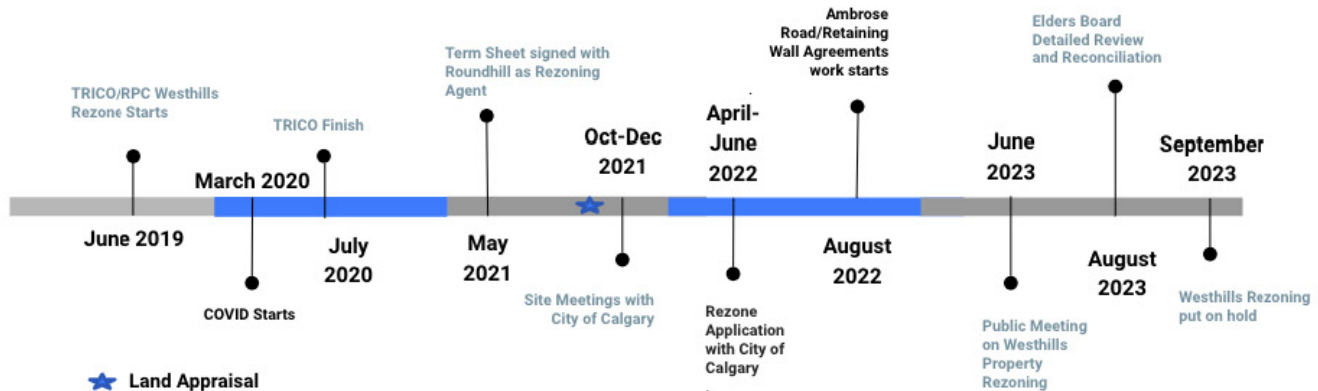 TRICO/RPC Westhills
Rezone Starts
June 2019
March 2020
COVID Starts
TRICO Finish
July
2020
Term Sheet signed with
Roundhill as Rezoning
Agent
May
2021
Oct-Dec
2021
Site Meetings with
City of Calgary
April-
June
2022
Rezone
Application
with City of
Calgary
Ambrose
Road/Retaining
Wall Agreements
work starts
August
2022
June
2023
Public Meeting
on Westhills
Property
Rezoning
Elders Board
Detailed Review
and Reconciliation
August
2023
September
2023
Westhills Rezoning
put on hold
Land Appraisal